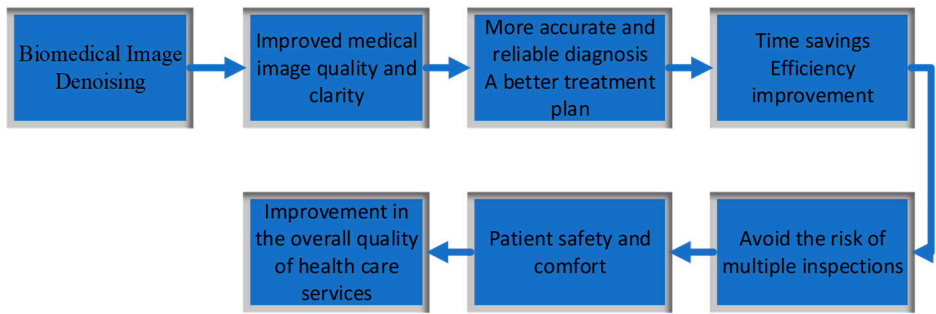 Biomedical Image
Denoising
Improved medical
image quality and
clarity
More accurate and
reliable diagnosis
A better treatment
plan
Time savings
Efficiency
improvement
Avoid the risk of
multiple inspections
Patient safety and
comfort
Improvement in
the overall quality
of health care
services